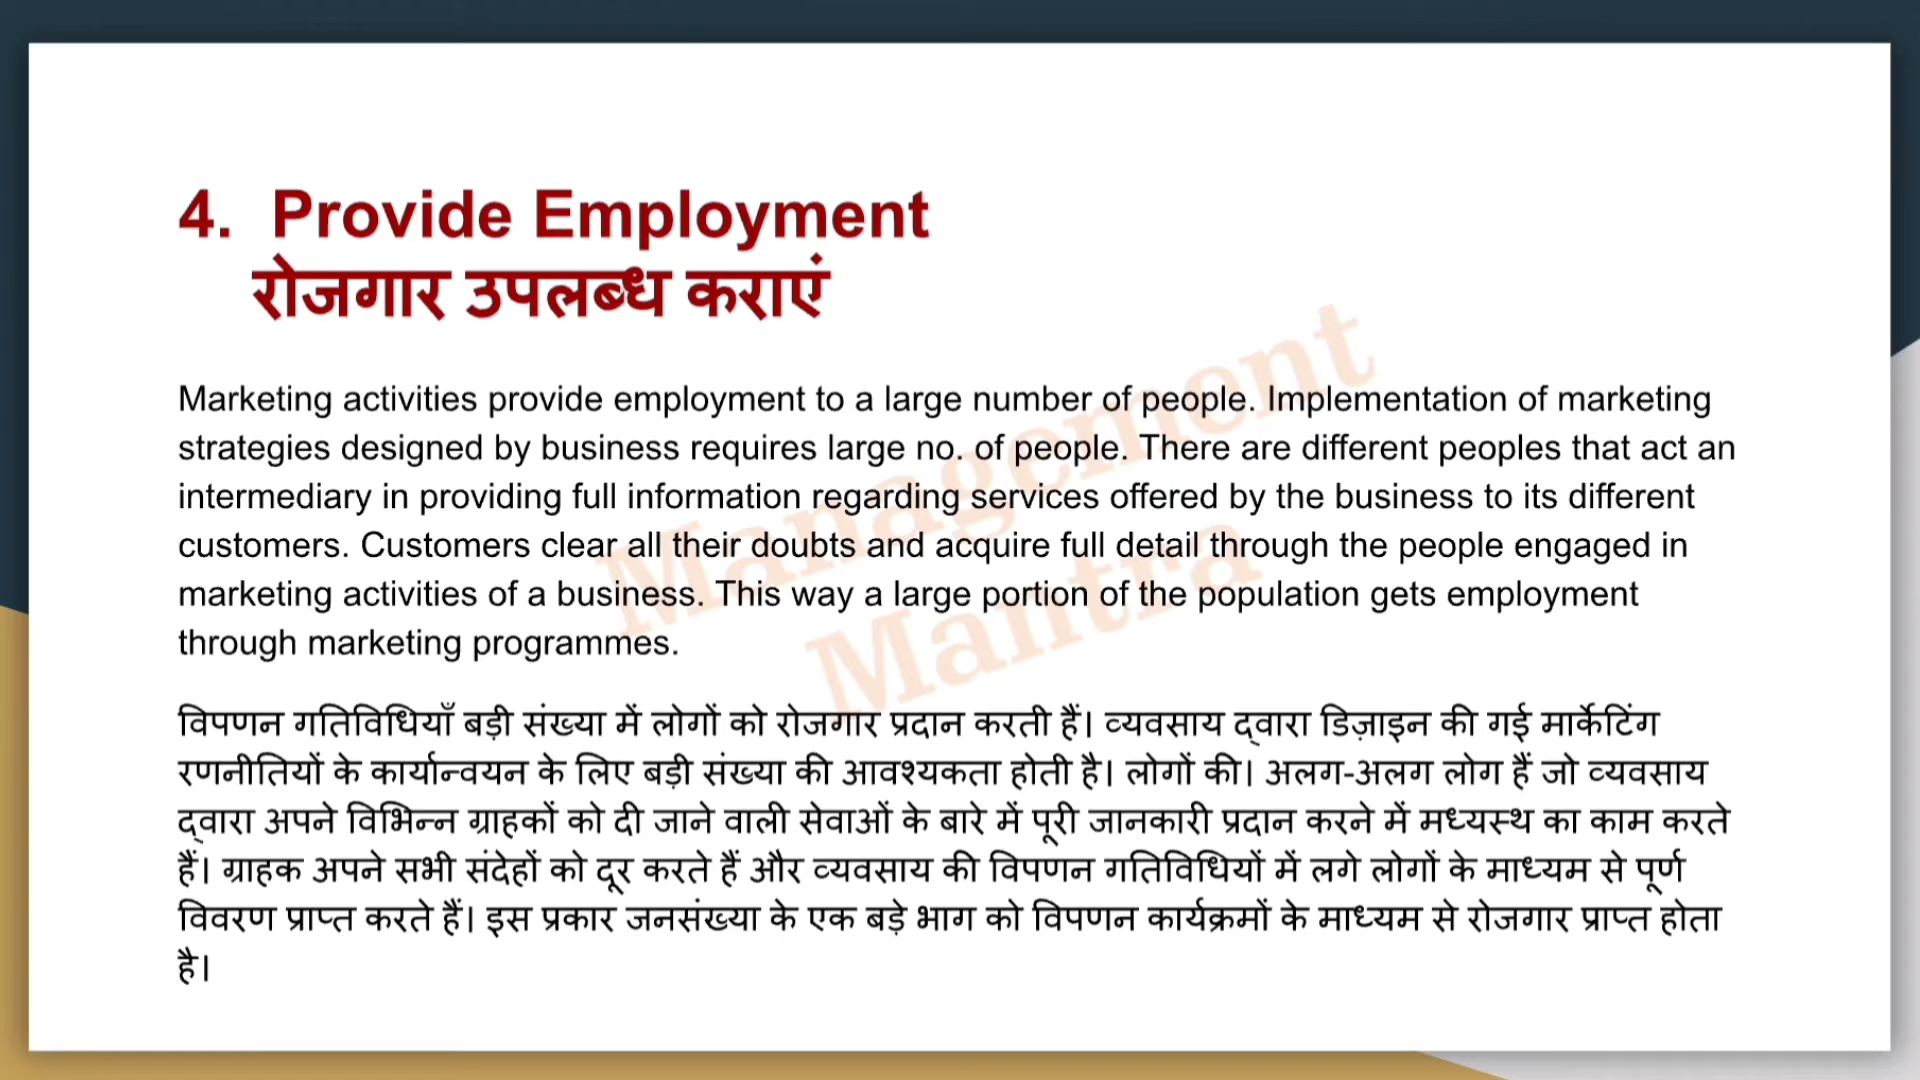 4. Provide Employment
रोजगार उपलब्ध कराएं
Marketing activities provide employment to a large number of people. Implementation of marketing
strategies designed by business requires large no. of people. There are different peoples that act an
intermediary in providing full information regarding services offered by the business to its different
customers. Customers clear all their doubts and acquire full detail through the people engaged in
marketing activities of a business. This way a large portion of the population gets employment
through marketing programmes.
विपणन गतिविधियाँ बड़ी संख्या में लोगों को रोजगार प्रदान करती हैं। व्यवसाय द्वारा डिज़ाइन की गई मार्केटिंग
रणनीतियों के कार्यान्वयन के लिए बड़ी संख्या की आवश्यकता होती है। लोगों की। अलग-अलग लोग हैं जो व्यवसाय
द्वारा अपने विभिन्न ग्राहकों को दी जाने वाली सेवाओं के बारे में पूरी जानकारी प्रदान करने में मध्यस्थ का काम करते
हैं। ग्राहक अपने सभी संदेहों को दूर करते हैं और व्यवसाय की विपणन गतिविधियों में लगे लोगों के माध्यम से पूर्ण
विवरण प्राप्त करते हैं। इस प्रकार जनसंख्या के एक बड़े भाग को विपणन कार्यक्रमों के माध्यम से रोजगार प्राप्त होता
है।
Management
Mantra